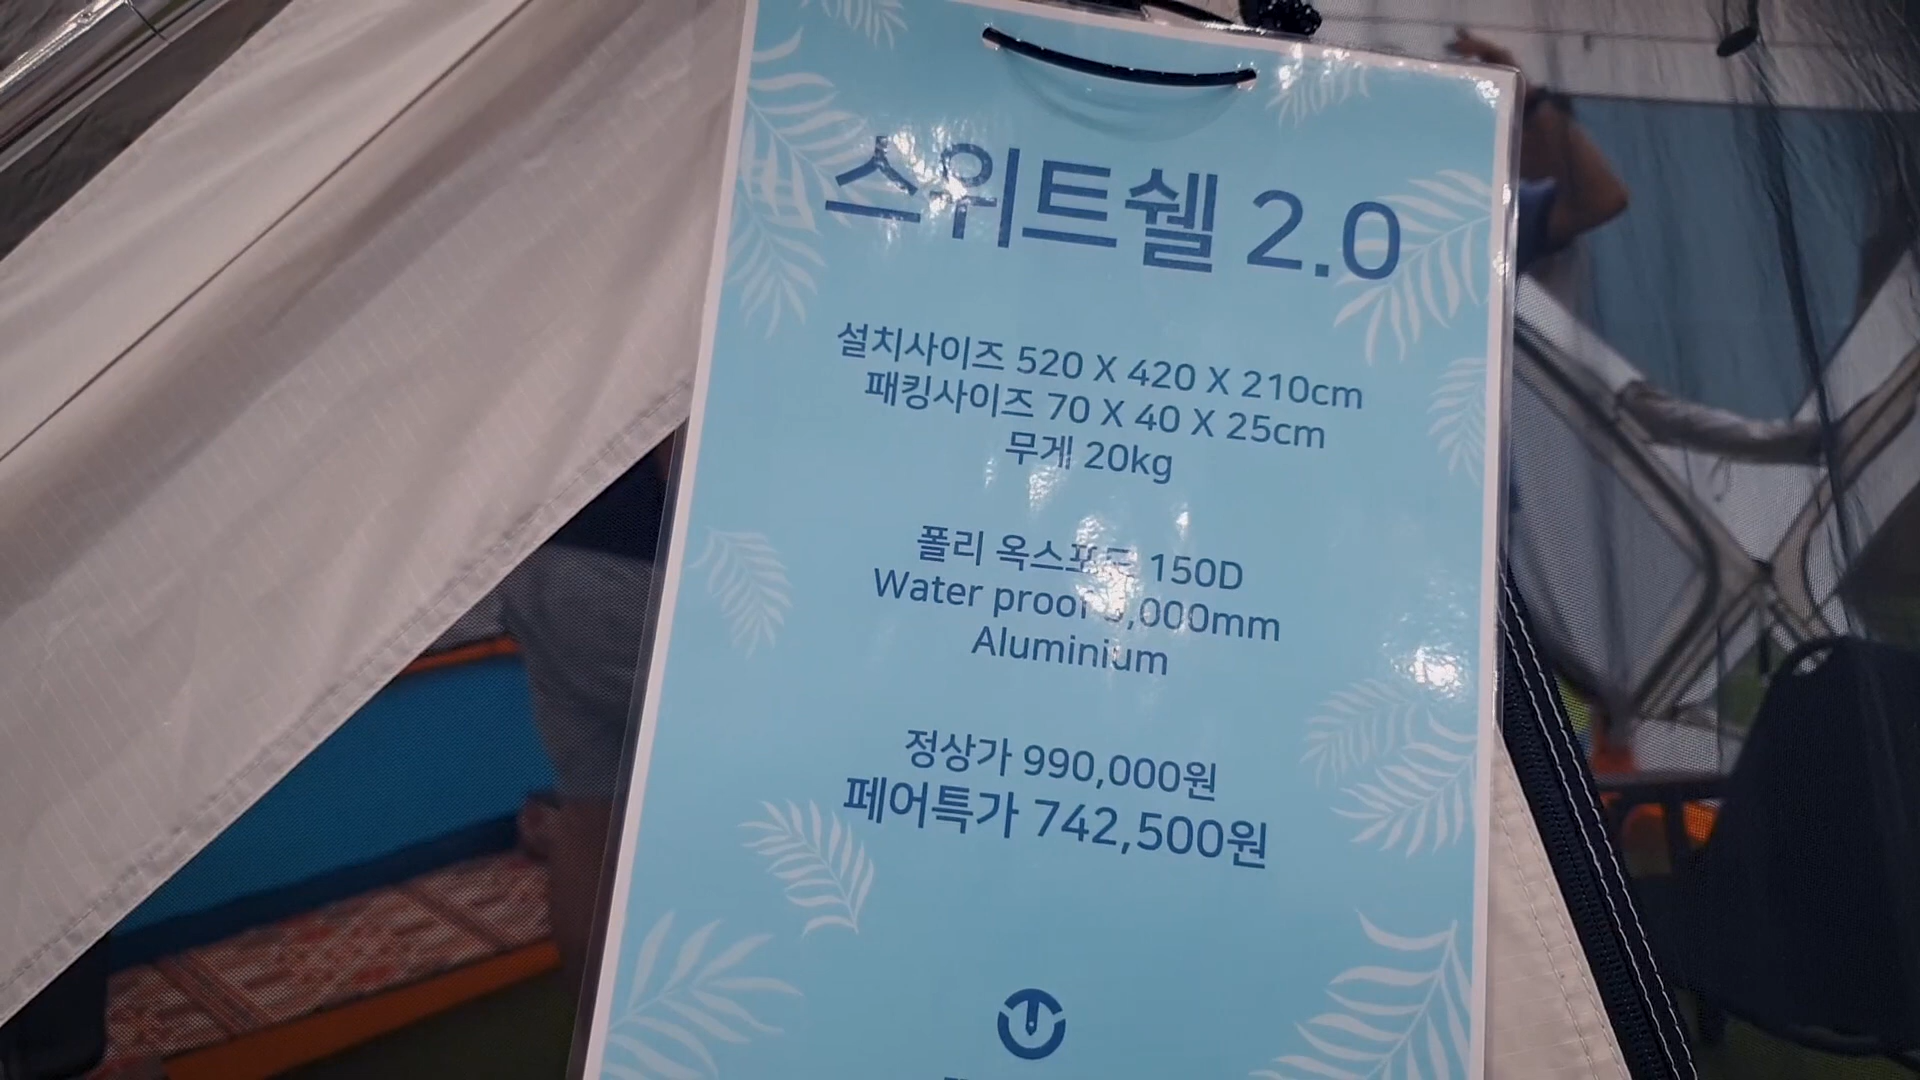 스위트쉘 2.0
설치사이즈 520 X 420 X 210cm
패킹사이즈 70 X 40 X 25cm
무게 20kg
폴리 옥스포드 150D
Water proof ,000mm
Aluminium
정상가 990,000원
페어특가 742,500원